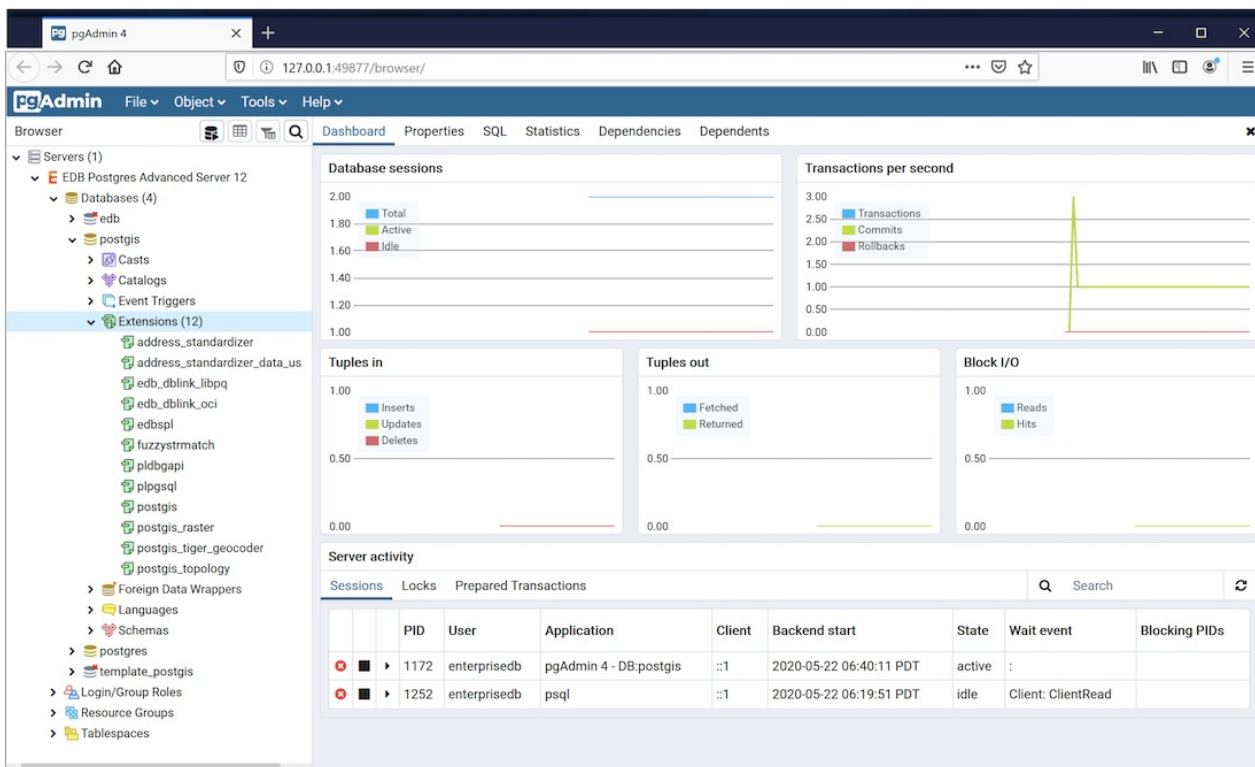 pgAdmin 4
127.0.0.1:49877/browser/
pgAdmin File Object Tools Help
Browser
Servers (1)
EDB Postgres Advanced Server 12
Databases (4)
edb
postgis
Casts
Catalogs
Event Triggers
Extensions (12)
address_standardizer
address_standardizer_data_us
edb_dblink_libpq
edb_dblink_oci
edbspl
fuzzystrmatch
pldbgapi
plpgsql
postgis
postgis_raster
postgis_tiger_geocoder
postgis_topology
Foreign Data Wrappers
Languages
Schemas
postgres
template_postgis
Login/Group Roles
Resource Groups
Tablespaces
Dashboard Properties SQL Statistics Dependencies Dependents
Database sessions
2.00
1.80
1.60
1.40
1.20
1.00
Total
Active
Idle
Transactions per second
3.00
2.50
2.00
1.50
1.00
0.50
0.00
Transactions
Commits
Rollbacks
Tuples in
1.00
0.50
0.00
Inserts
Updates
Deletes
Tuples out
1.00
0.50
0.00
Fetched
Returned
Block I/O
1.00
0.50
0.00
Reads
Hits
Server activity
Sessions Locks Prepared Transactions Search
PID User Application Client Backend start State Wait event Blocking PIDs
1172 enterprisedb pgAdmin 4 - DB:postgis ::1 2020-05-22 06:40:11 PDT active :
1252 enterprisedb psql ::1 2020-05-22 06:19:51 PDT idle Client: ClientRead